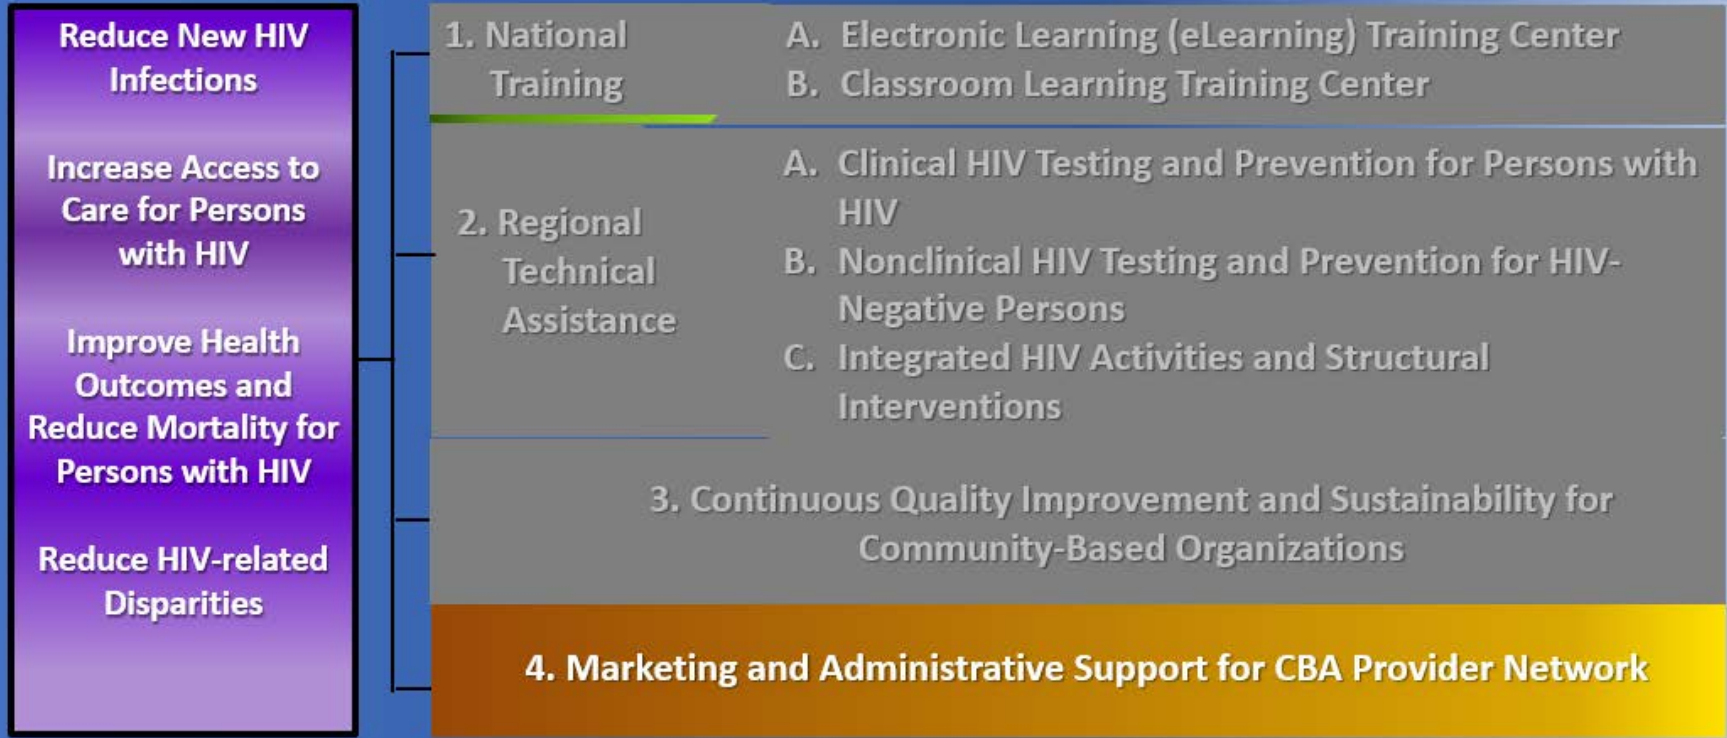 Reduce New HIV
Infections
Increase Access to
Care for Persons
with HIV
Improve Health
Outcomes and
Reduce Mortality for
Persons with HIV
Reduce HIV-related
Disparities
1. National
Training
A. Electronic Learning (eLearning) Training Center
B. Classroom Learning Training Center
2. Regional
Technical
Assistance
A. Clinical HIV Testing and Prevention for Persons with
HIV
B. Nonclinical HIV Testing and Prevention for HIV-
Negative Persons
C. Integrated HIV Activities and Structural
Interventions
3. Continuous Quality Improvement and Sustainability for
Community-Based Organizations
4. Marketing and Administrative Support for CBA Provider Network